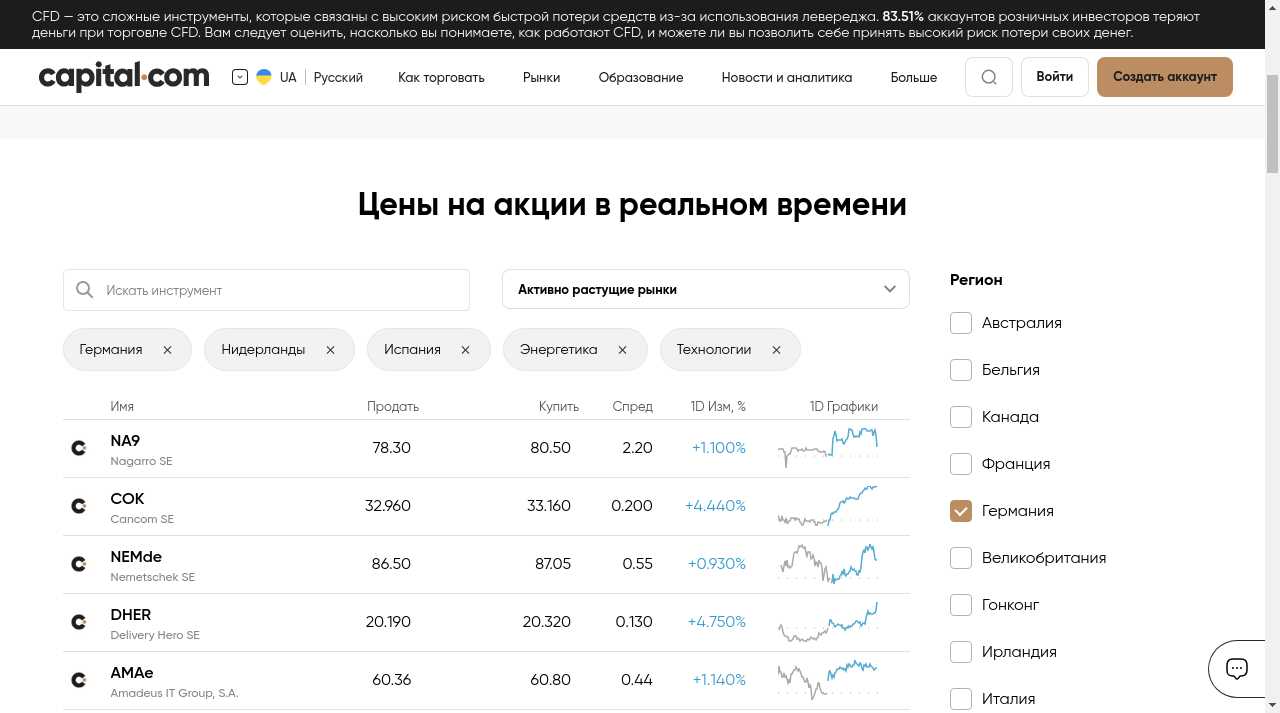 CFD — это сложные инструменты, которые связаны с высоким риском быстрой потери средств из-за использования левереджа. 83.51% аккаунтов розничных инвесторов теряют
деньги при торговле CFD. Вам следует оценить, насколько вы понимаете, как работают CFD, и можете ли вы позволить себе принять высокий риск потери своих денег.
capital.com UA Русский Как торговать Рынки Образование Новости и аналитика Больше Войти Создать аккаунт
Цены на акции в реальном времени
Искать инструмент Активно растущие рынки
Германия Нидерланды Испания Энергетика Технологии
Имя Продать Купить Спред 1D Изм, % 1D Графики
NA9 78.30 80.50 2.20 +1.100%
Nagarro SE
COK 32.960 33.160 0.200 +4.440%
Cancom SE
NEMde 86.50 87.05 0.55 +0.930%
Nemetschek SE
DHER 20.190 20.320 0.130 +4.750%
Delivery Hero SE
AMAe 60.36 60.80 0.44 +1.140%
Amadeus IT Group, S.A.
Регион
Австралия
Бельгия
Канада
Франция
Германия
Великобритания
Гонконг
Ирландия
Италия